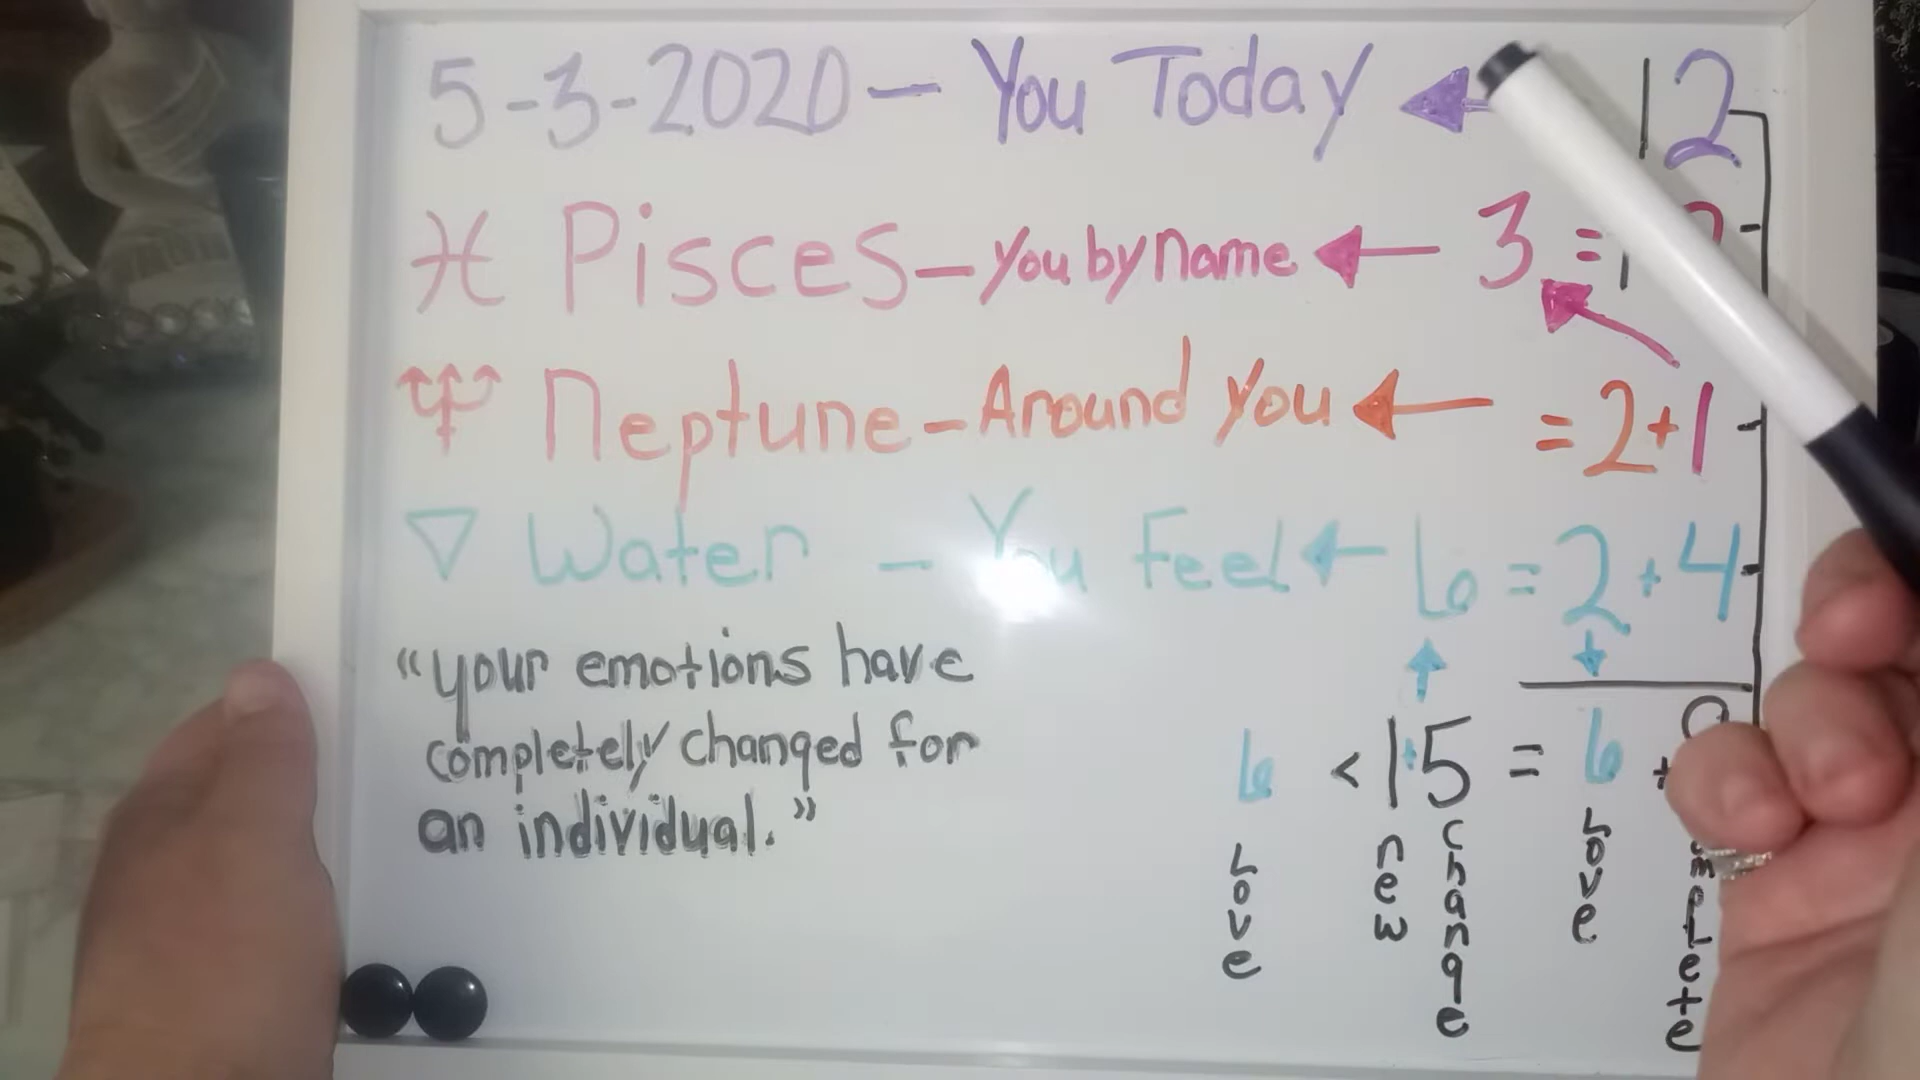 5-3-2020 — You Today 12
♓ Pisces — you by name 3 =
♆ Neptune — Around You = 2+1
▽ Water — You Feel 6 = 2+4
"your emotions have
completely changed for
an individual."
6 < 1+5 = 6 +
Love
new
change
Love